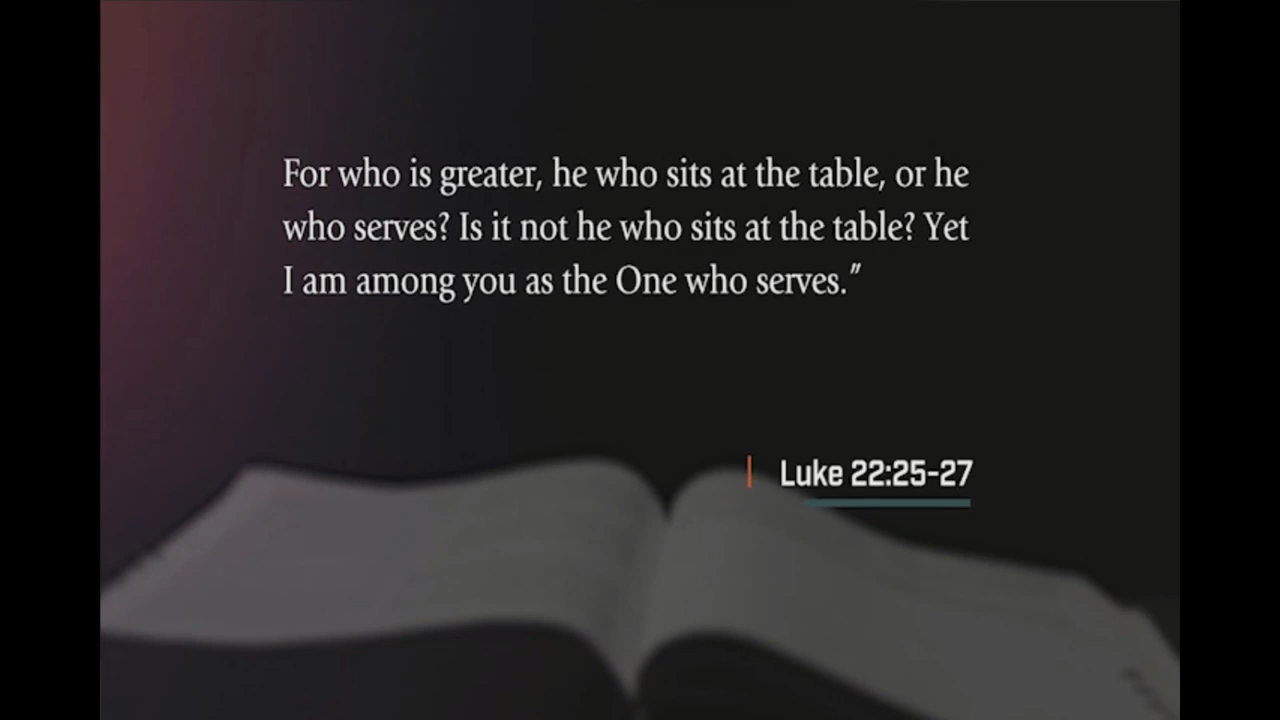 For who is greater, he who sits at the table, or he
who serves? Is it not he who sits at the table? Yet
I am among you as the One who serves.”
Luke 22:25-27